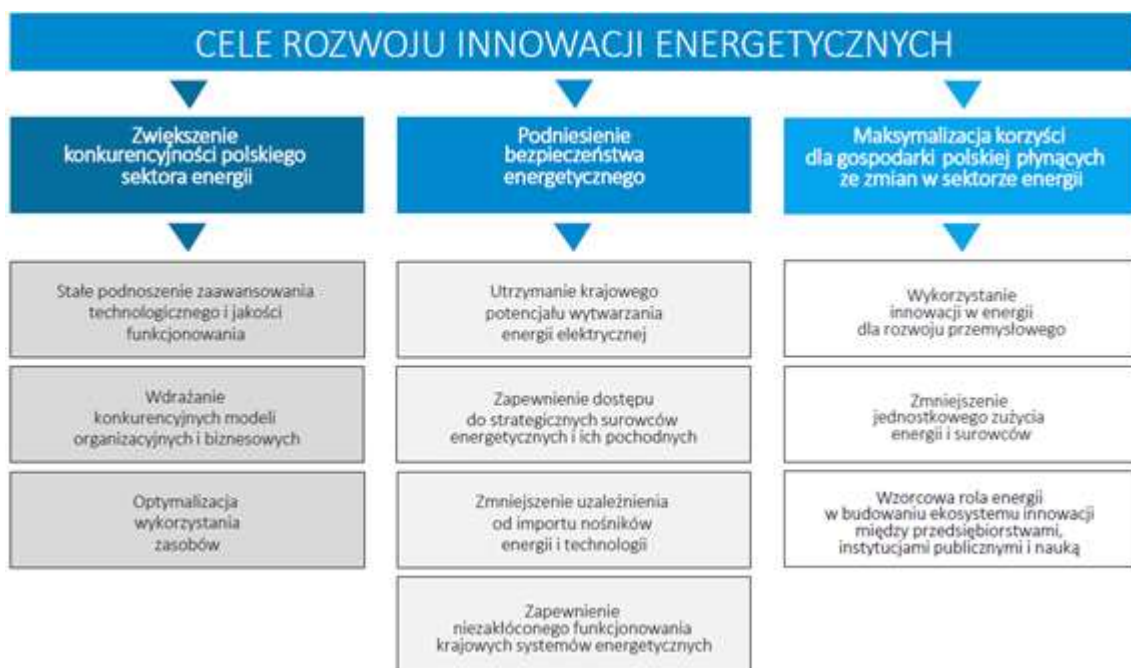 CELE ROZWOJU INNOWACJI ENERGETYCZNYCH
Zwiększenie
konkurencyjności polskiego
sektora energii
Stałe podnoszenie zaawansowania
technologicznego i jakości
funkcjonowania
Wdrażanie
konkurencyjnych modeli
organizacyjnych i biznesowych
Optymalizacja
wykorzystania
zasobów
Podniesienie
bezpieczeństwa
energetycznego
Utrzymanie krajowego
potencjału wytwarzania
energii elektrycznej
Zapewnienie dostępu
do strategicznych surowców
energetycznych i ich pochodnych
Zmniejszenie uzależnienia
od importu nośników
energii i technologii
Zapewnienie
niezakłóconego funkcjonowania
krajowych systemów energetycznych
Maksymalizacja korzyści
dla gospodarki polskiej płynących
ze zmian w sektorze energii
Wykorzystanie
innowacji w energii
dla rozwoju przemysłowego
Zmniejszenie
jednostkowego zużycia
energii i surowców
Wzorcowa rola energii
w budowaniu ekosystemu innowacji
między przedsiębiorstwami,
instytucjami publicznymi i nauką